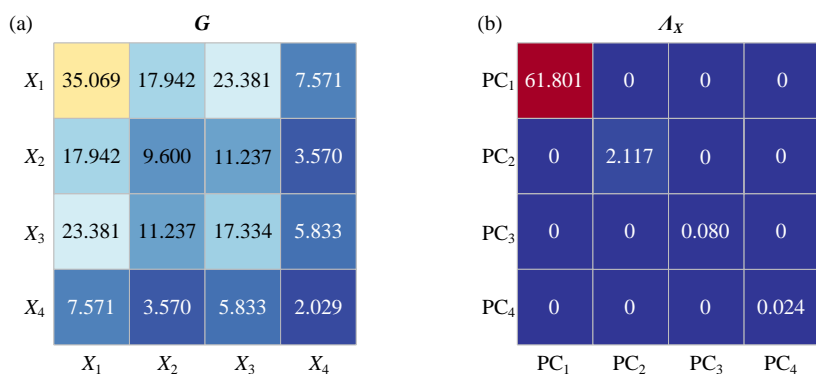 (a) G
X₁ 35.069 17.942 23.381 7.571
X₂ 17.942 9.600 11.237 3.570
X₃ 23.381 11.237 17.334 5.833
X₄ 7.571 3.570 5.833 2.029
X₁ X₂ X₃ X₄
(b) Λ_X
PC₁ 61.801 0 0 0
PC₂ 0 2.117 0 0
PC₃ 0 0 0.080 0
PC₄ 0 0 0 0.024
PC₁ PC₂ PC₃ PC₄